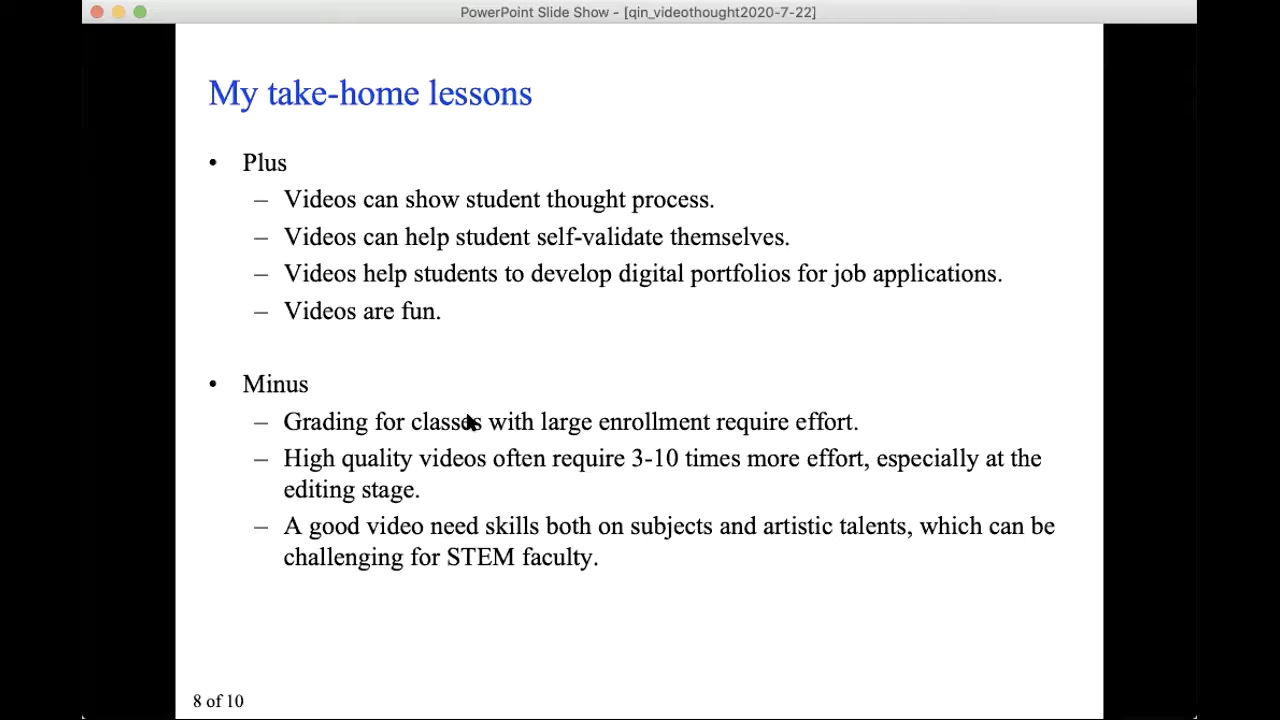 PowerPoint Slide Show - [qin_videothought2020-7-22]
My take-home lessons
• Plus
– Videos can show student thought process.
– Videos can help student self-validate themselves.
– Videos help students to develop digital portfolios for job applications.
– Videos are fun.
• Minus
– Grading for classes with large enrollment require effort.
– High quality videos often require 3-10 times more effort, especially at the
editing stage.
– A good video need skills both on subjects and artistic talents, which can be
challenging for STEM faculty.
8 of 10